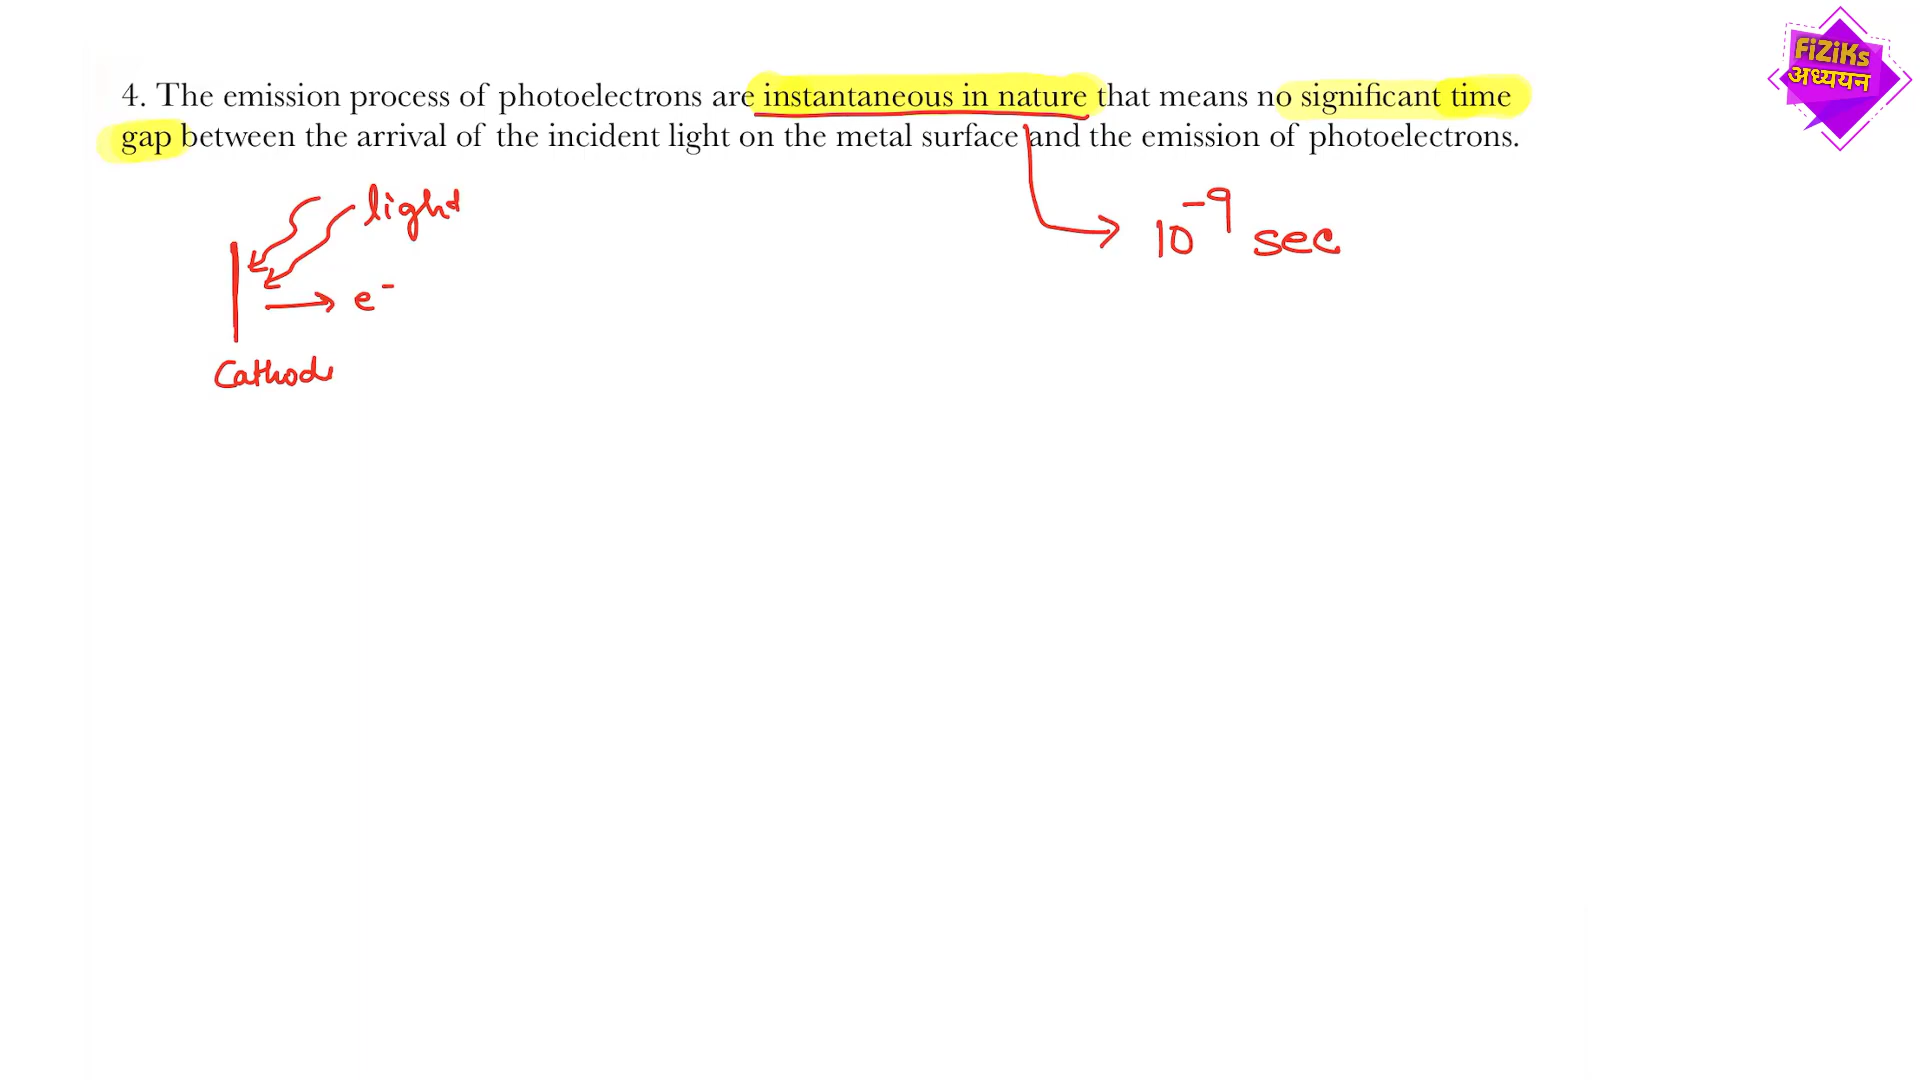 FiZiKs
अध्ययन
4. The emission process of photoelectrons are instantaneous in nature that means no significant time
gap between the arrival of the incident light on the metal surface and the emission of photoelectrons.
light
10⁻⁹ sec
e⁻
Cathode